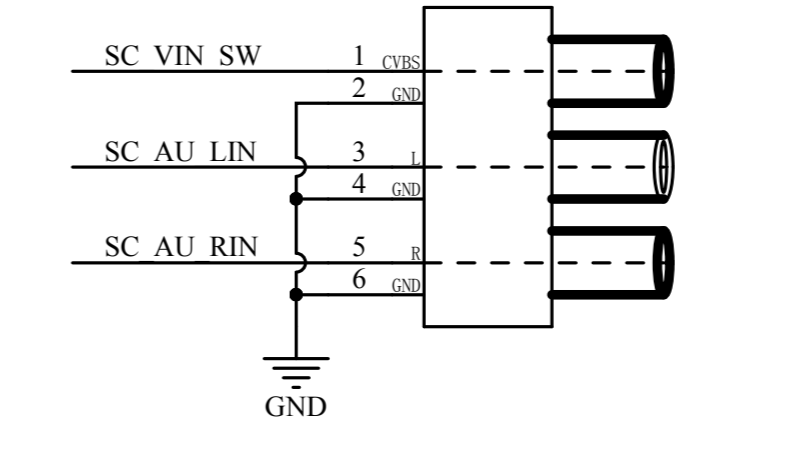 SC VIN SW 1 CVBS
2 GND
SC AU LIN 3 L
4 GND
SC AU RIN 5 R
6 GND
GND